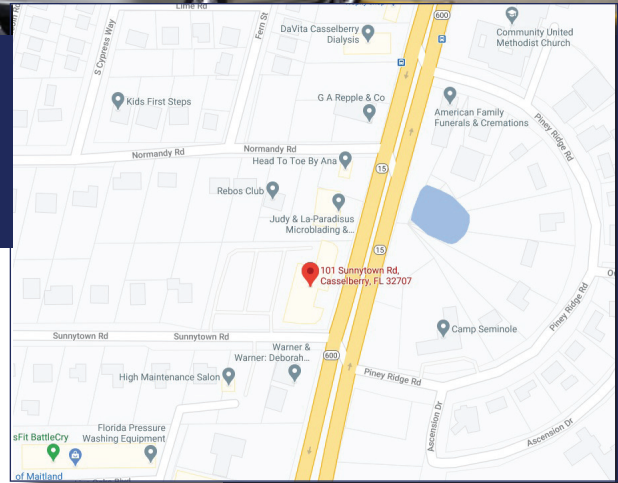 Lime Rd
Fern St
S Cypress Way
600
DaVita Casselberry
Dialysis
Community United
Methodist Church
Kids First Steps
G A Repple & Co
American Family
Funerals & Cremations
Piney Ridge Rd
Normandy Rd
Normandy Rd
Head To Toe By Ana
15
Rebos Club
Judy & La-Paradisus
Microblading &...
15
101 Sunnytown Rd,
Casselberry, FL 32707
Piney Ridge Rd
Camp Seminole
Sunnytown Rd
Sunnytown Rd
Warner &
Warner: Deborah...
600
High Maintenance Salon
Piney Ridge Rd
Ascension Dr
Ascension Dr
Florida Pressure
Washing Equipment
sFit BattleCry
of Maitland